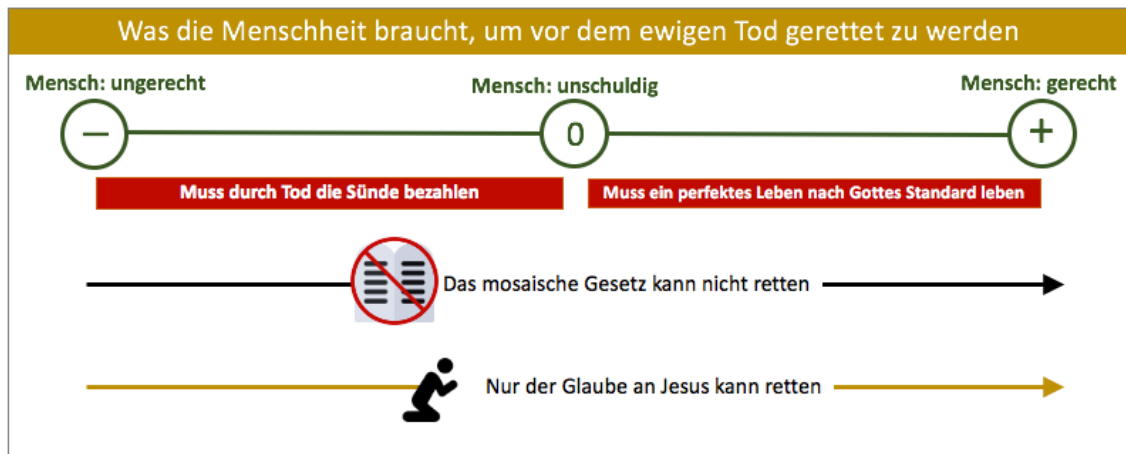 Was die Menschheit braucht, um vor dem ewigen Tod gerettet zu werden
Mensch: ungerecht
Mensch: unschuldig
Mensch: gerecht
–
0
+
Muss durch Tod die Sünde bezahlen
Muss ein perfektes Leben nach Gottes Standard leben
Das mosaische Gesetz kann nicht retten
Nur der Glaube an Jesus kann retten